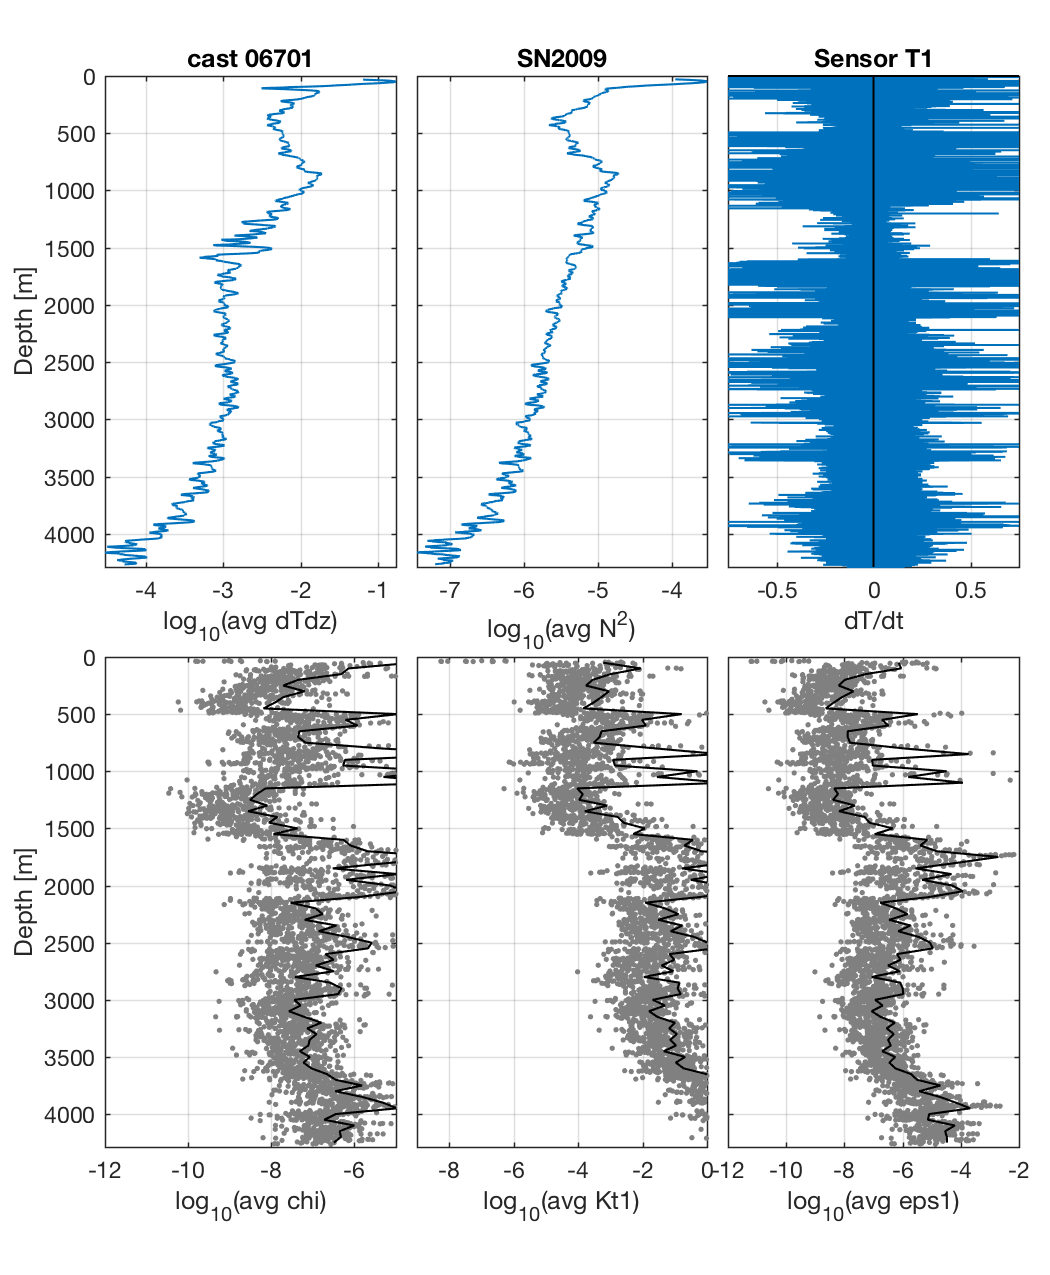 cast 06701 SN2009 Sensor T1
0
500
1000
1500
2000
2500
3000
3500
4000
Depth [m]
-4 -3 -2 -1
log10(avg dTdz)
-7 -6 -5 -4
log10(avg N2)
-0.5 0 0.5
dT/dt
0
500
1000
1500
2000
2500
3000
3500
4000
Depth [m]
-12 -10 -8 -6
log10(avg chi)
-8 -6 -4 -2 0
log10(avg Kt1)
-12 -10 -8 -6 -4 -2
log10(avg eps1)